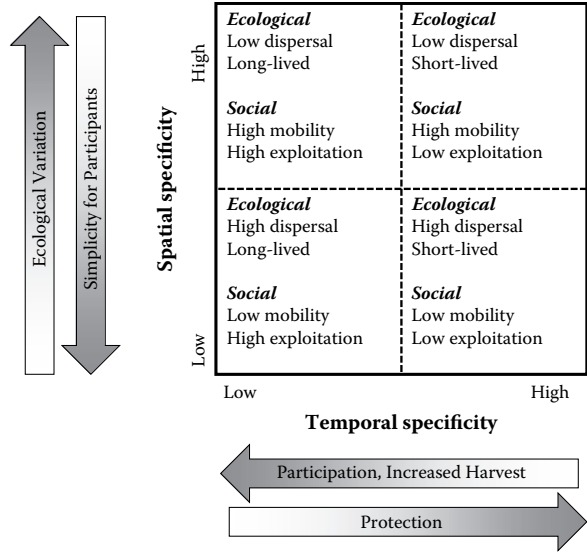 Ecological Variation
Simplicity for Participants
Spatial specificity
High
Low
Ecological
Low dispersal
Long-lived
Social
High mobility
High exploitation
Ecological
Low dispersal
Short-lived
Social
High mobility
Low exploitation
Ecological
High dispersal
Long-lived
Social
Low mobility
High exploitation
Ecological
High dispersal
Short-lived
Social
Low mobility
Low exploitation
Low
High
Temporal specificity
Participation, Increased Harvest
Protection